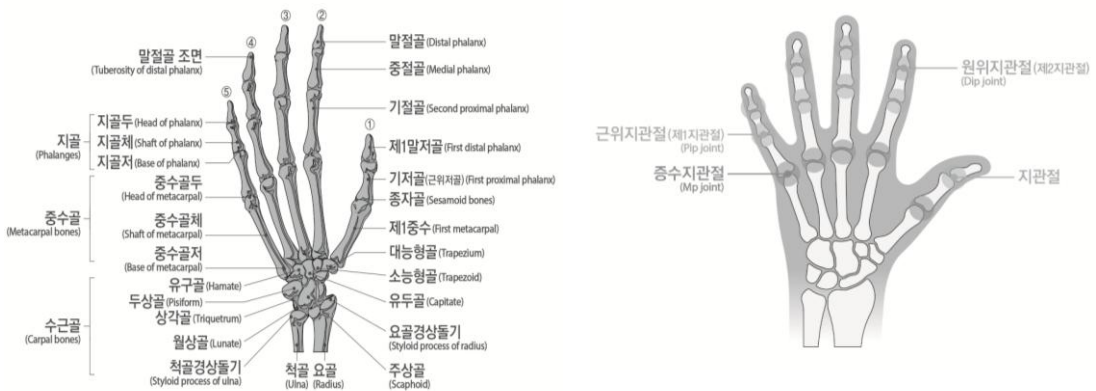 ③
②
④
말절골 조면
(Tuberosity of distal phalanx)
⑤
지골두 (Head of phalanx)
지골
(Phalanges)
지골체 (Shaft of phalanx)
지골저 (Base of phalanx)
중수골두
(Head of metacarpal)
중수골
(Metacarpal bones)
중수골체
(Shaft of metacarpal)
중수골저
(Base of metacarpal)
유구골 (Hamate)
두상골 (Pisiform)
수근골
(Carpal bones)
상각골 (Triquetrum)
월상골 (Lunate)
척골경상돌기
(Styloid process of ulna)
척골
(Ulna)
요골
(Radius)
말절골 (Distal phalanx)
중절골 (Medial phalanx)
기절골 (Second proximal phalanx)
①
제1말저골 (First distal phalanx)
기저골(근위저골) (First proximal phalanx)
종자골 (Sesamoid bones)
제1중수 (First metacarpal)
대능형골 (Trapezium)
소능형골 (Trapezoid)
유두골 (Capitate)
요골경상돌기
(Styloid process of radius)
주상골
(Scaphoid)
원위지관절 (제2지관절)
(Dip joint)
근위지관절 (제1지관절)
(Pip joint)
증수지관절
(Mp joint)
지관절